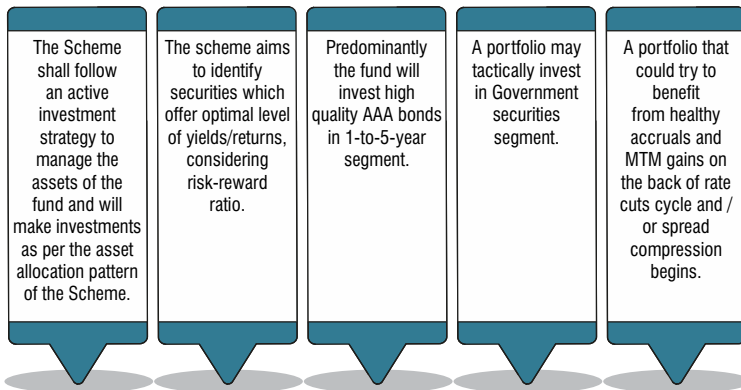 The Scheme
shall follow
an active
investment
strategy to
manage the
assets of the
fund and will
make investments
as per the asset
allocation pattern
of the Scheme.
The scheme aims
to identify
securities which
offer optimal level
of yields/returns,
considering
risk-reward
ratio.
Predominantly
the fund will
invest high
quality AAA bonds
in 1-to-5-year
segment.
A portfolio may
tactically invest
in Government
securities
segment.
A portfolio that
could try to
benefit
from healthy
accruals and
MTM gains on
the back of rate
cuts cycle and /
or spread
compression
begins.